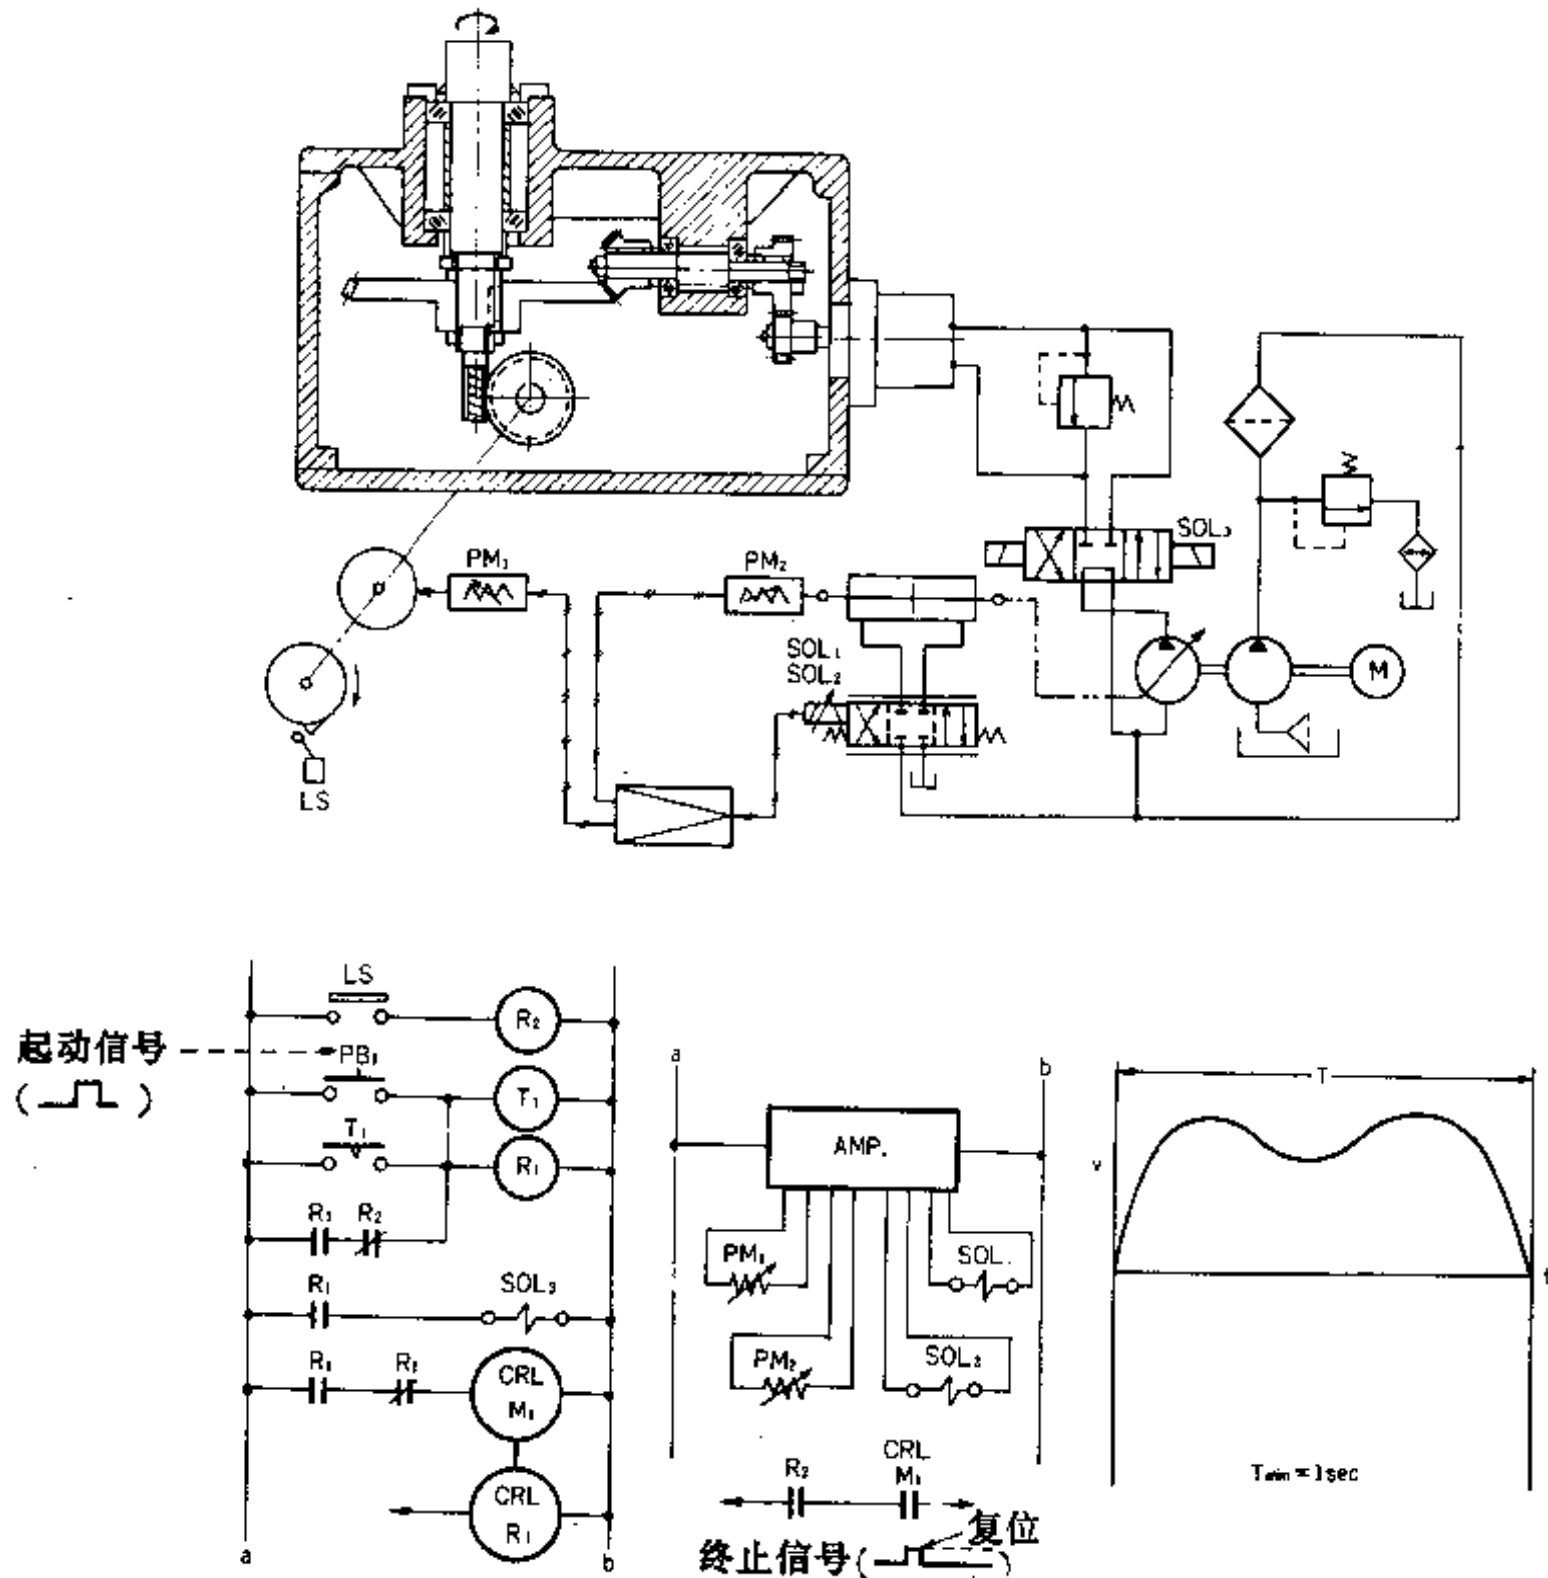 PM₁
PM₂
SOL₃
SOL₁
SOL₂
M
LS
LS
R₂
起动信号
PB₁
T₁
T₁
R₁
R₁
R₂
R₁
SOL₃
R₁
R₂
CRL
M₁
CRL
R₁
a
b
a
b
AMP.
PM₁
SOL₁
PM₂
SOL₂
R₂
CRL
M₁
复位
终止信号
T
v
t
Tmin = 1sec